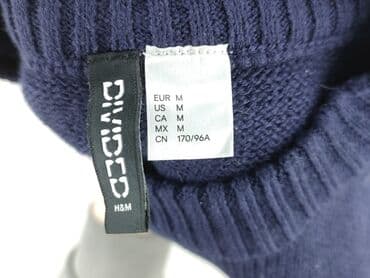 DIVIDED
H&M
EUR M
US M
CA M
MX M
CN 170/96A